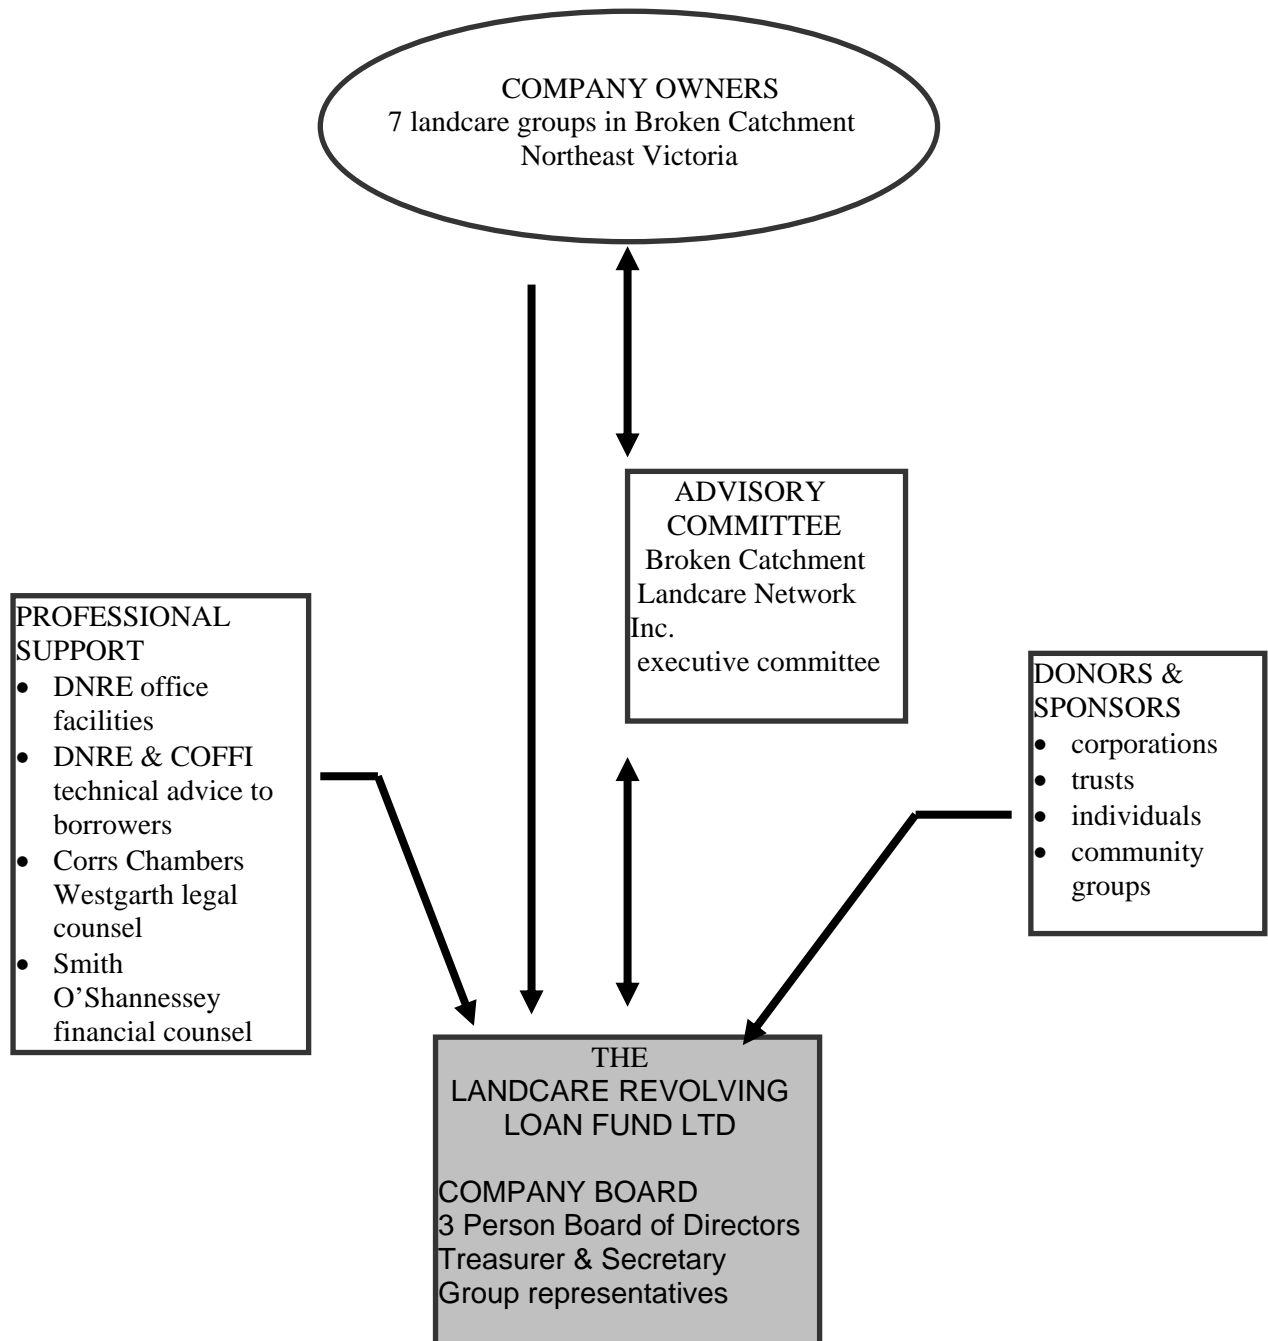 COMPANY OWNERS
7 landcare groups in Broken Catchment
Northeast Victoria
ADVISORY
COMMITTEE
Broken Catchment
Landcare Network
Inc.
executive committee
PROFESSIONAL
SUPPORT
• DNRE office
facilities
• DNRE & COFFI
technical advice to
borrowers
• Corrs Chambers
Westgarth legal
counsel
• Smith
O’Shannessey
financial counsel
DONORS &
SPONSORS
• corporations
• trusts
• individuals
• community
groups
THE
LANDCARE REVOLVING
LOAN FUND LTD
COMPANY BOARD
3 Person Board of Directors
Treasurer & Secretary
Group representatives